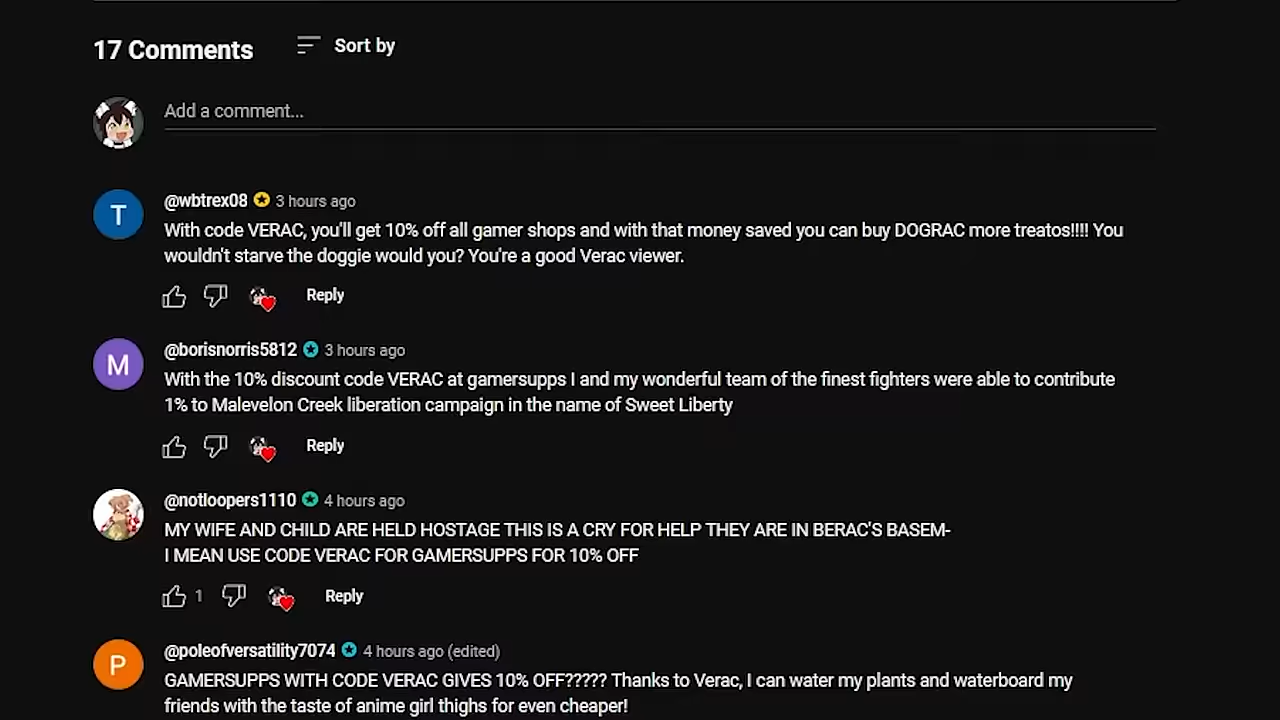 17 Comments
Sort by
Add a comment...
T
@wbtrex08 3 hours ago
With code VERAC, you'll get 10% off all gamer shops and with that money saved you can buy DOGRAC more treatos!!!! You
wouldn't starve the doggie would you? You're a good Verac viewer.
Reply
M
@borisnorris5812 3 hours ago
With the 10% discount code VERAC at gamersupps I and my wonderful team of the finest fighters were able to contribute
1% to Malevelon Creek liberation campaign in the name of Sweet Liberty
Reply
@notloopers1110 4 hours ago
MY WIFE AND CHILD ARE HELD HOSTAGE THIS IS A CRY FOR HELP THEY ARE IN BERAC'S BASEM-
I MEAN USE CODE VERAC FOR GAMERSUPPS FOR 10% OFF
1 Reply
P
@poleofversatility7074 4 hours ago (edited)
GAMERSUPPS WITH CODE VERAC GIVES 10% OFF????? Thanks to Verac, I can water my plants and waterboard my
friends with the taste of anime girl thighs for even cheaper!